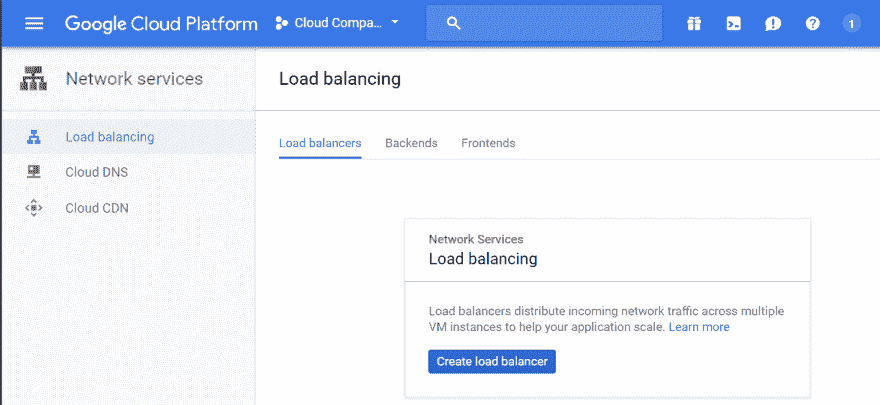 Google Cloud Platform Cloud Compa... 1
Network services
Load balancing
Load balancing
Cloud DNS
Cloud CDN
Load balancers Backends Frontends
Network Services
Load balancing
Load balancers distribute incoming network traffic across multiple
VM instances to help your application scale. Learn more
Create load balancer